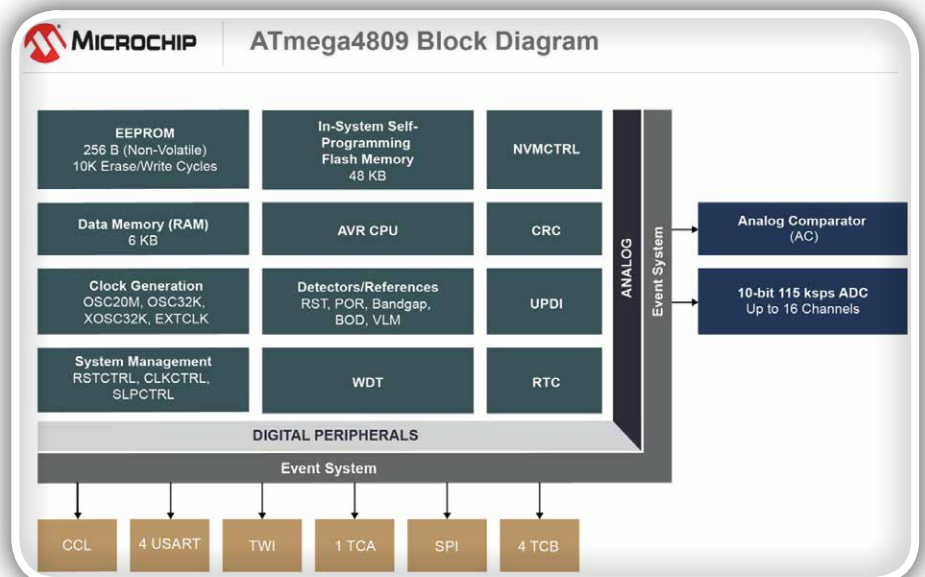 MICROCHIP
ATmega4809 Block Diagram
EEPROM
256 B (Non-Volatile)
10K Erase/Write Cycles
In-System Self-
Programming
Flash Memory
48 KB
NVMCTRL
Data Memory (RAM)
6 KB
AVR CPU
CRC
Clock Generation
OSC20M, OSC32K,
XOSC32K, EXTCLK
Detectors/References
RST, POR, Bandgap,
BOD, VLM
UPDI
System Management
RSTCTRL, CLKCTRL,
SLPCTRL
WDT
RTC
ANALOG
Event System
Analog Comparator
(AC)
10-bit 115 ksps ADC
Up to 16 Channels
DIGITAL PERIPHERALS
Event System
CCL
4 USART
TWI
1 TCA
SPI
4 TCB